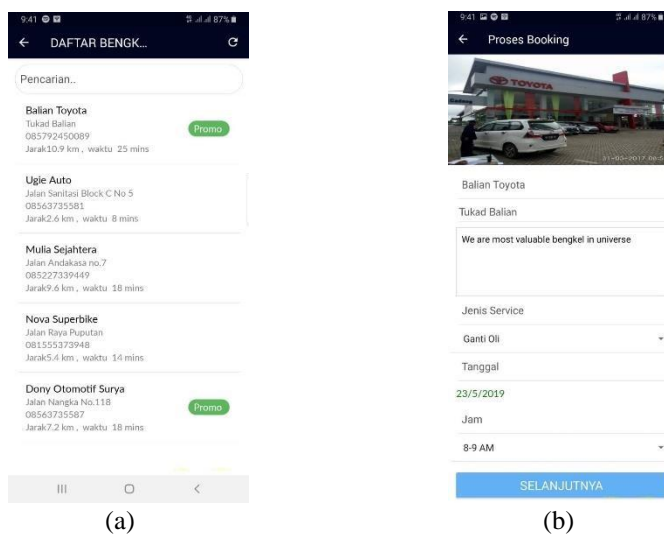 9:41
87%
DAFTAR BENGK...
Pencarian..
Balian Toyota
Tukad Balian
085792450089
Promo
Jarak10.9 km , waktu 25 mins
Ugie Auto
Jalan Sanitasi Block C No 5
08563735581
Jarak2.6 km , waktu 8 mins
Mulia Sejahtera
Jalan Andakasa no.7
085227339449
Jarak9.6 km , waktu 18 mins
Nova Superbike
Jalan Raya Puputan
081555373948
Jarak5.4 km , waktu 14 mins
Dony Otomotif Surya
Jalan Nangka No.118
08563735587
Promo
Jarak7.2 km , waktu 18 mins
(a)
9:41
87%
Proses Booking
TOYOTA
Balian Toyota
Tukad Balian
We are most valuable bengkel in universe
Jenis Service
Ganti Oli
Tanggal
23/5/2019
Jam
8-9 AM
SELANJUTNYA
(b)